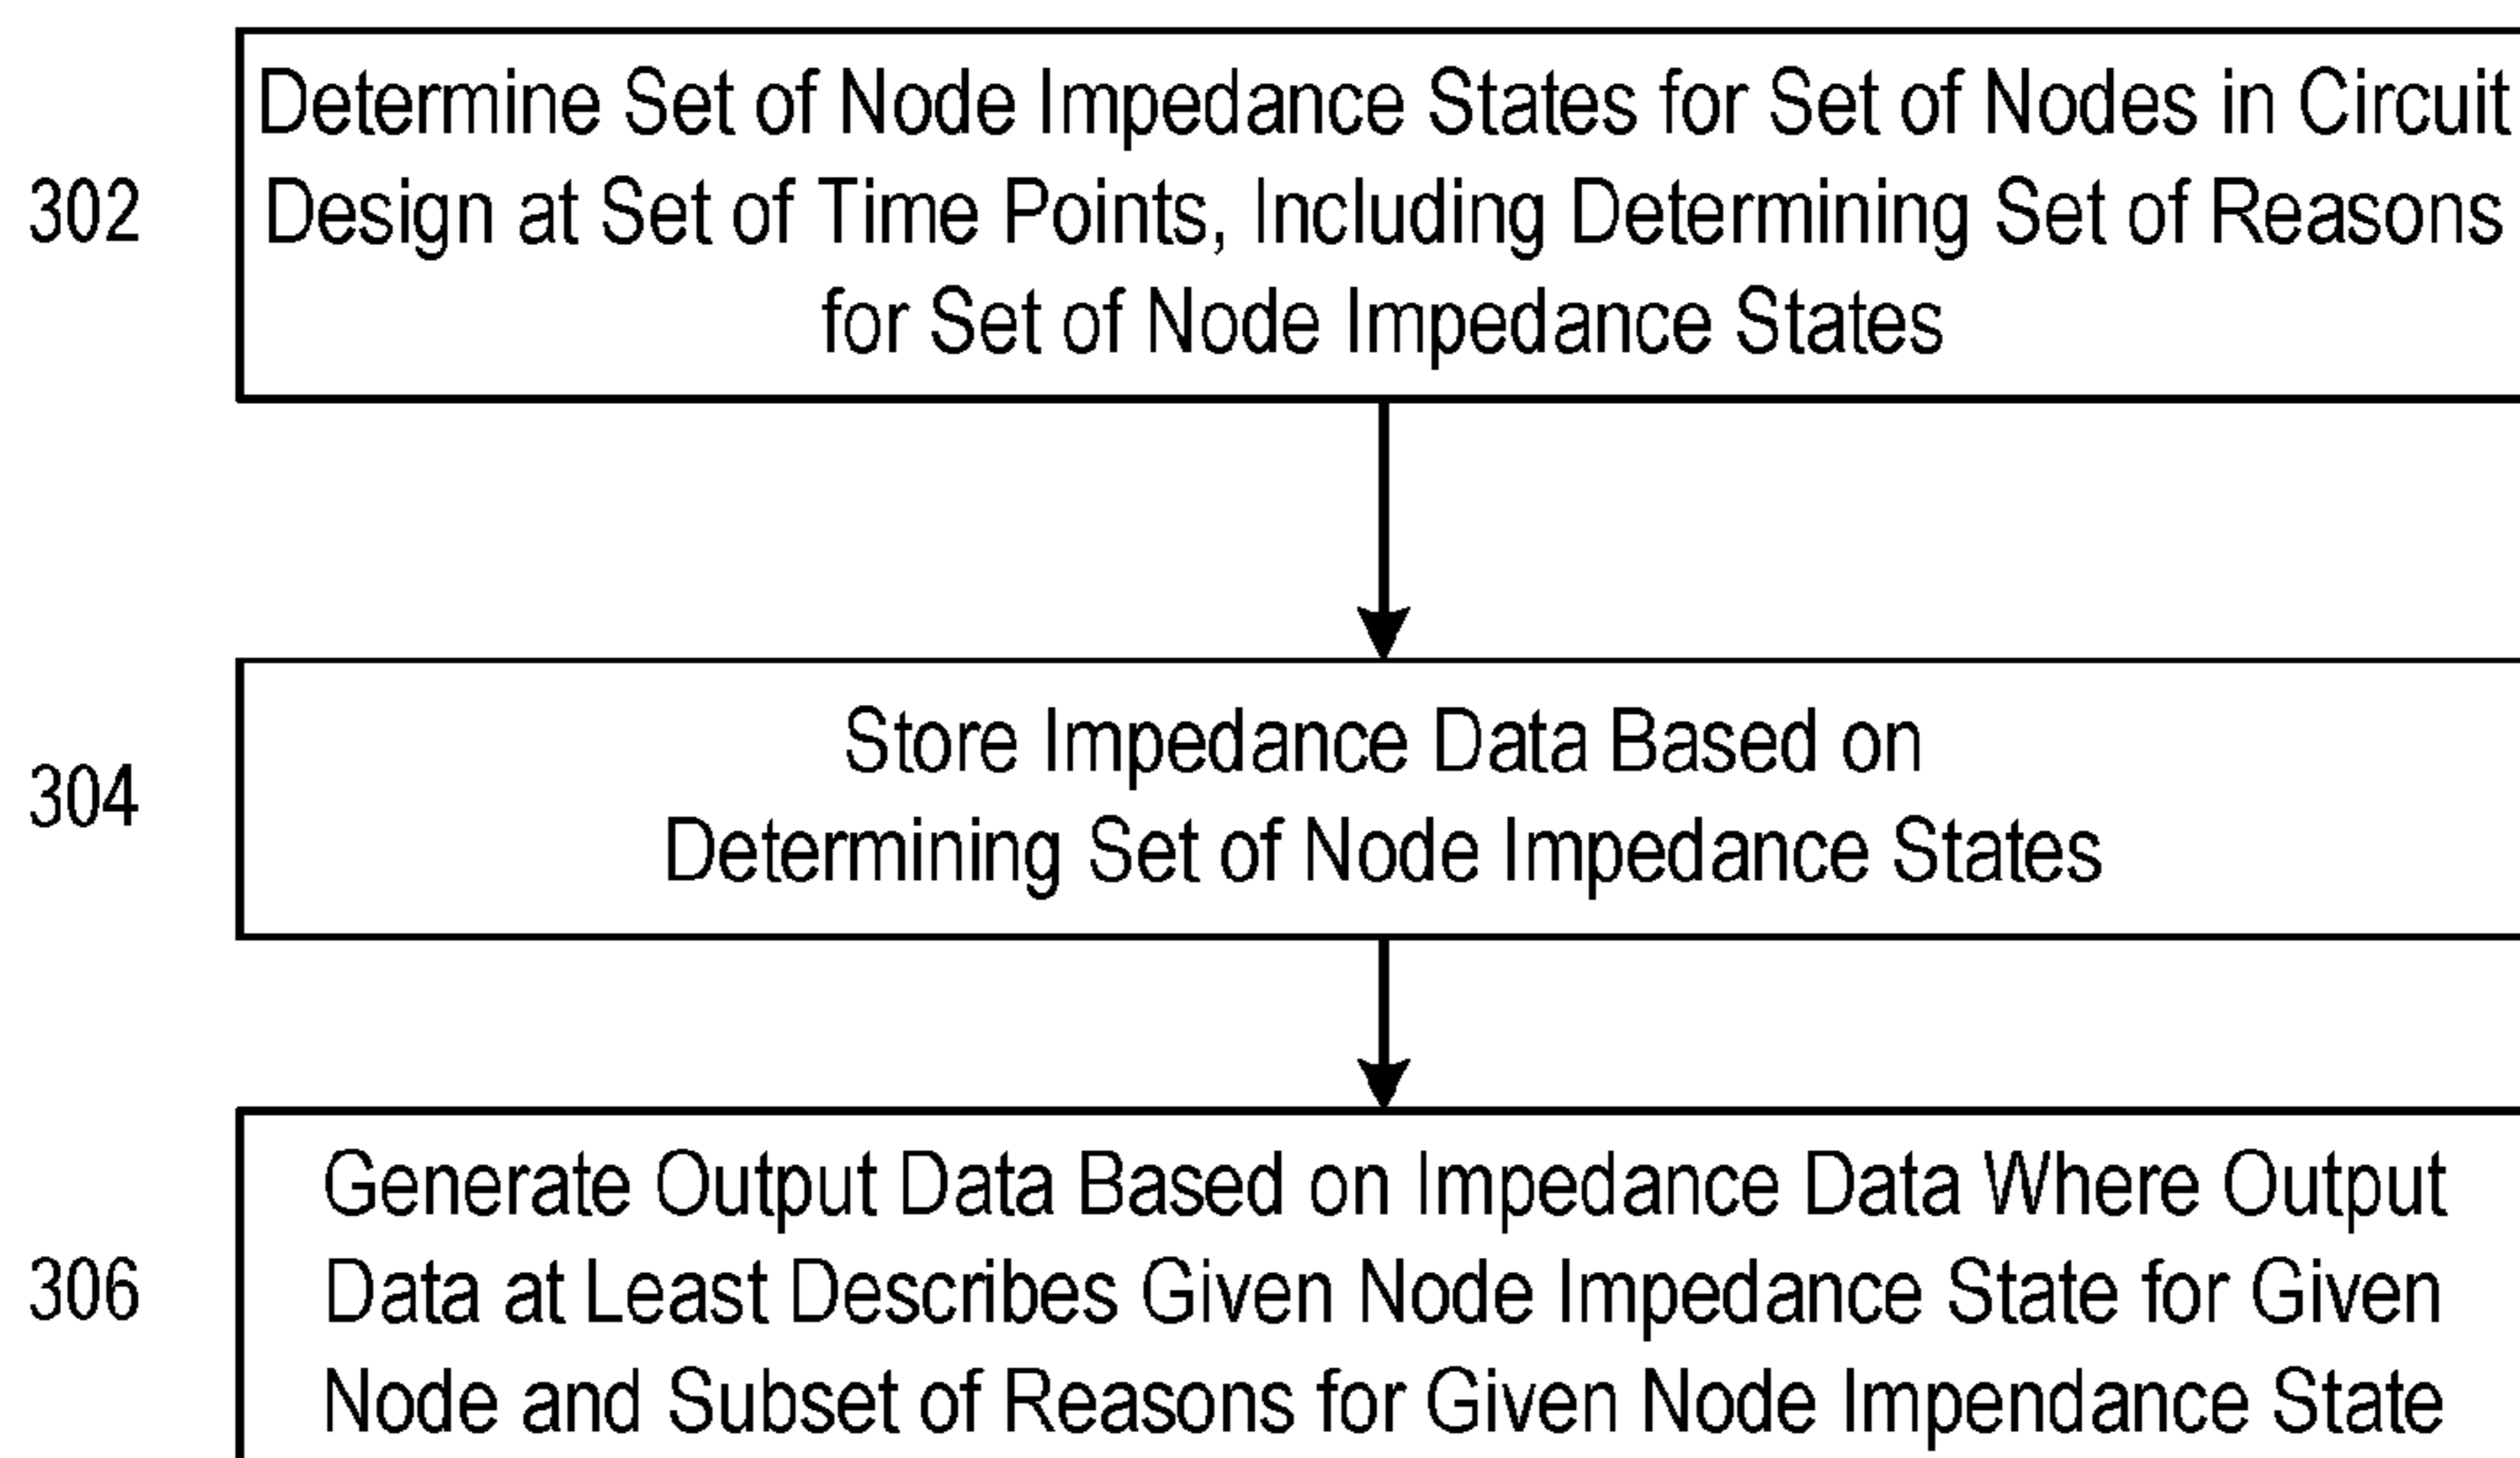 Determine Set of Node Impedance States for Set of Nodes in Circuit
302
Design at Set of Time Points, Including Determining Set of Reasons
for Set of Node Impedance States
304
Store Impedance Data Based on
Determining Set of Node Impedance States
Generate Output Data Based on Impedance Data Where Output
306
Data at Least Describes Given Node Impedance State for Given
Node and Subset of Reasons for Given Node Impendance State